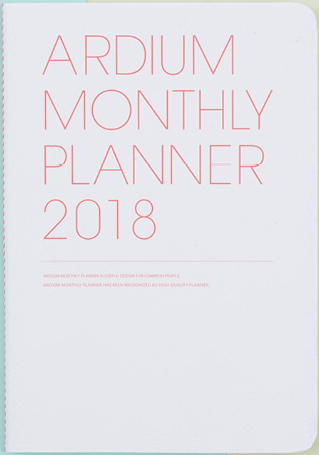 ARDIUM
MONTHLY
PLANNER
2018
ARDIUM MONTHLY PLANNER IS USEFUL DESIGN FOR COMMON PEOPLE.
ARDIUM MONTHLY PLANNER HAS BEEN RECOGNIZED AS HIGH QUALITY PLANNER.